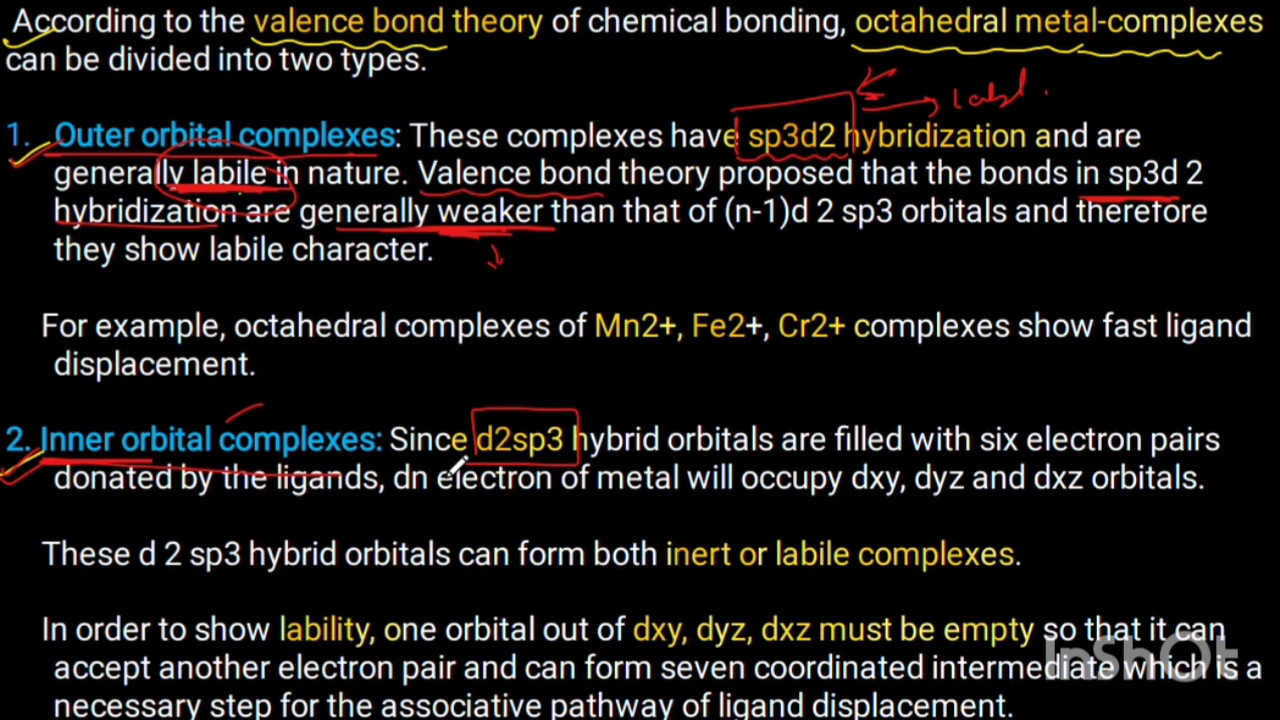 According to the valence bond theory of chemical bonding, octahedral metal-complexes
can be divided into two types.
labl.
1. Outer orbital complexes: These complexes have sp3d2 hybridization and are
generally labile in nature. Valence bond theory proposed that the bonds in sp3d 2
hybridization are generally weaker than that of (n-1)d 2 sp3 orbitals and therefore
they show labile character.
For example, octahedral complexes of Mn2+, Fe2+, Cr2+ complexes show fast ligand
displacement.
2. Inner orbital complexes: Since d2sp3 hybrid orbitals are filled with six electron pairs
donated by the ligands, dn electron of metal will occupy dxy, dyz and dxz orbitals.
These d 2 sp3 hybrid orbitals can form both inert or labile complexes.
In order to show lability, one orbital out of dxy, dyz, dxz must be empty so that it can
accept another electron pair and can form seven coordinated intermediate which is a
necessary step for the associative pathway of ligand displacement.
InShOt